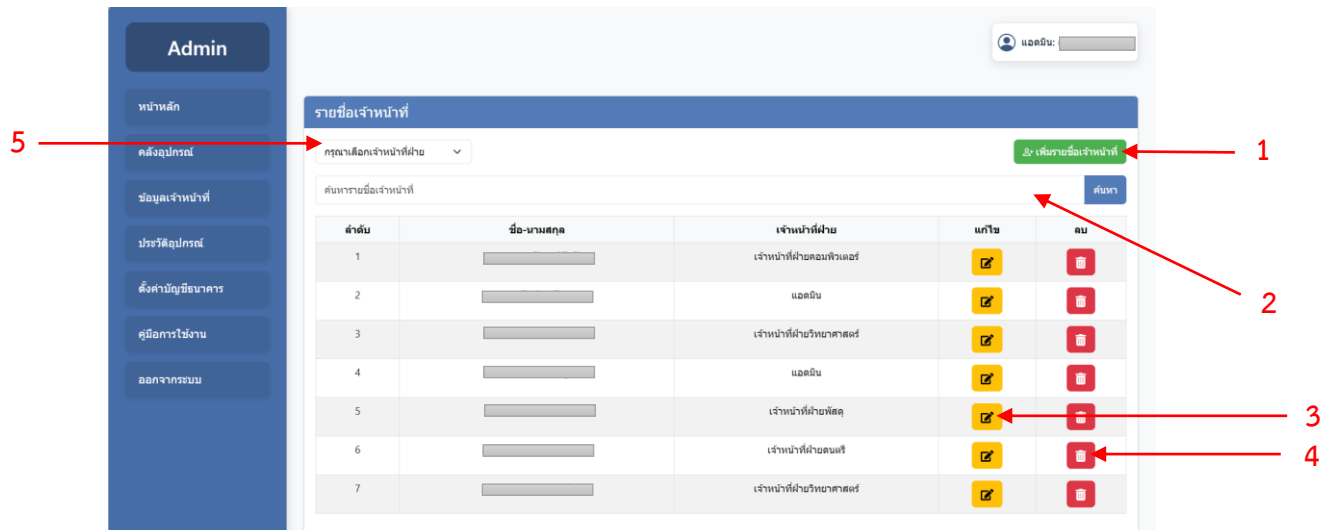 Admin
แอดมิน:
หน้าหลัก
คลังอุปกรณ์
ข้อมูลเจ้าหน้าที่
ประวัติอุปกรณ์
ตั้งค่าบัญชีธนาคาร
คู่มือการใช้งาน
ออกจากระบบ
รายชื่อเจ้าหน้าที่
5
กรุณาเลือกเจ้าหน้าที่ฝ่าย
เพิ่มรายชื่อเจ้าหน้าที่
1
ค้นหารายชื่อเจ้าหน้าที่
ค้นหา
2
ลำดับ ชื่อ-นามสกุล เจ้าหน้าที่ฝ่าย แก้ไข ลบ
1 เจ้าหน้าที่ฝ่ายคอมพิวเตอร์
2 แอดมิน
3 เจ้าหน้าที่ฝ่ายวิทยาศาสตร์
4 แอดมิน
5 เจ้าหน้าที่ฝ่ายพัสดุ
3
6 เจ้าหน้าที่ฝ่ายดนตรี
4
7 เจ้าหน้าที่ฝ่ายวิทยาศาสตร์